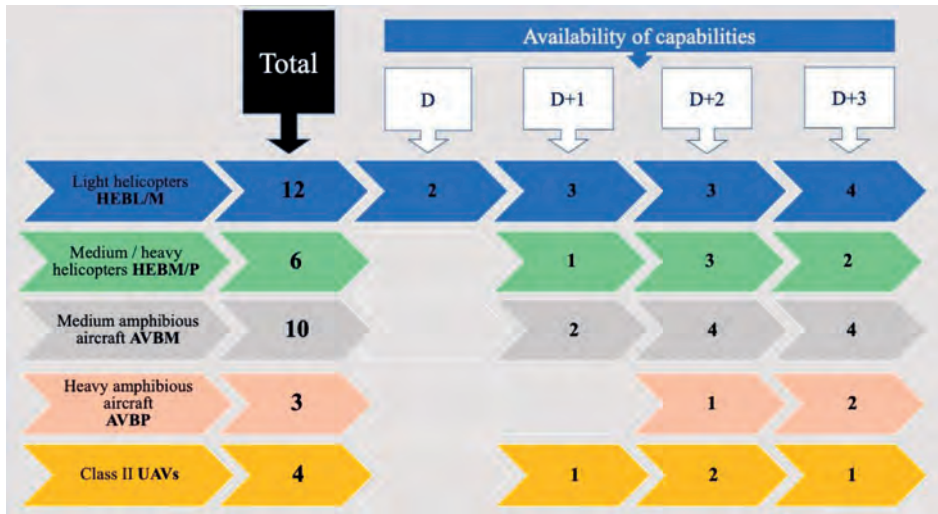 Availability of capabilities
Total
D
D+1
D+2
D+3
Light helicopters
HEBL/M
12
2
3
3
4
Medium / heavy
helicopters HEBM/P
6
1
3
2
Medium amphibious
aircraft AVBM
10
2
4
4
Heavy amphibious
aircraft
AVBP
3
1
2
Class II UAVs
4
1
2
1